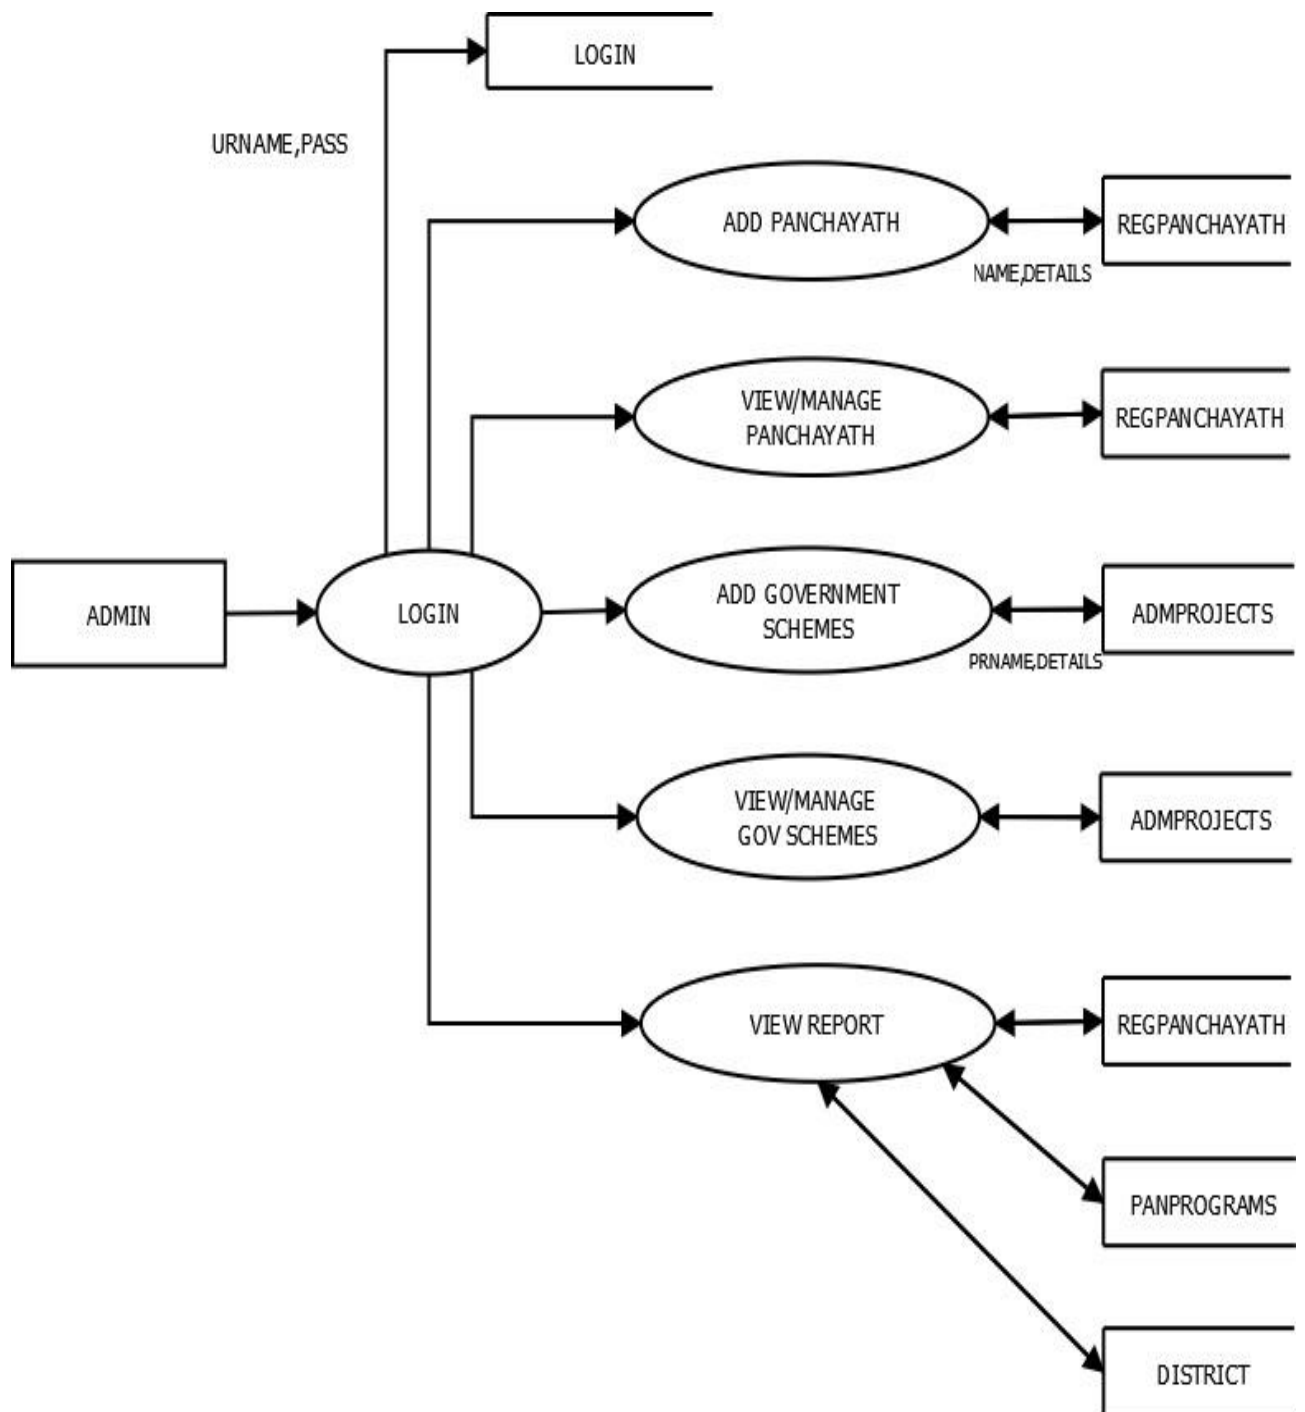 LOGIN
URNAME,PASS
ADD PANCHAYATH
REGPANCHAYATH
NAME,DETAILS
VIEW/MANAGE
PANCHAYATH
REGPANCHAYATH
ADMIN
LOGIN
ADD GOVERNMENT
SCHEMES
ADMPROJECTS
PRNAME,DETAILS
VIEW/MANAGE
GOV SCHEMES
ADMPROJECTS
VIEW REPORT
REGPANCHAYATH
PANPROGRAMS
DISTRICT